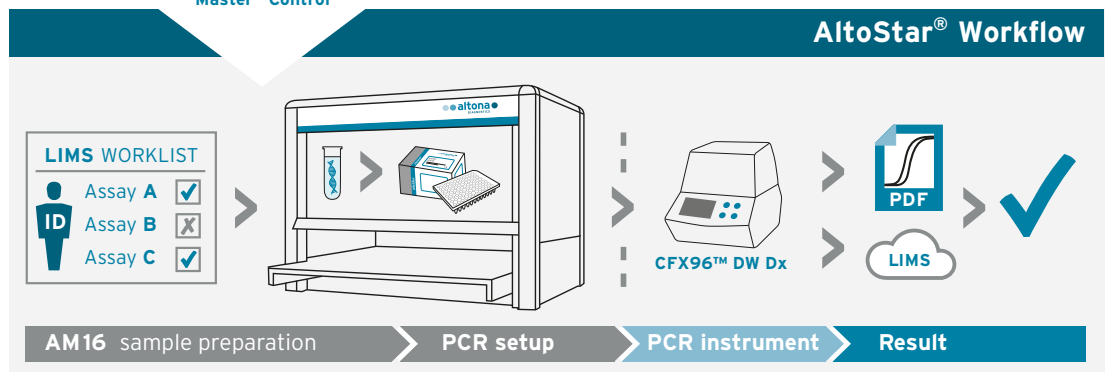 Master Control
AltoStar® Workflow
altona
DIAGNOSTICS
LIMS WORKLIST
ID
Assay A
Assay B
Assay C
CFX96™ DW Dx
PDF
LIMS
AM16 sample preparation
PCR setup
PCR instrument
Result